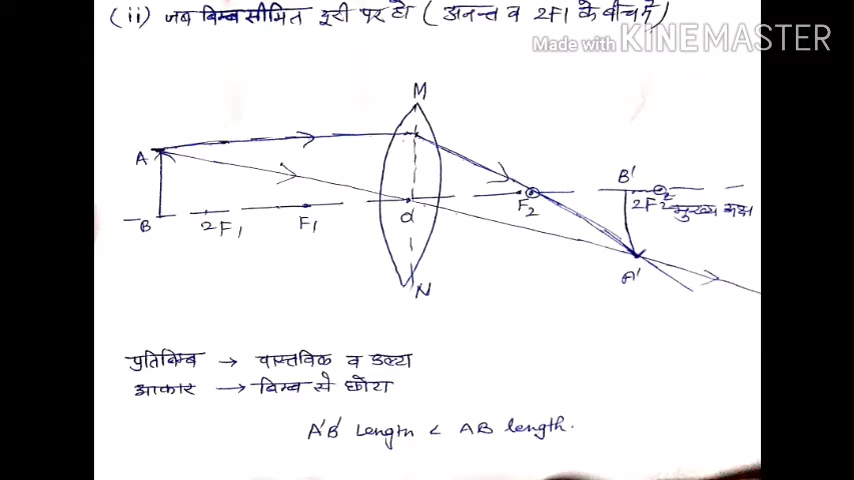 (ii) जब बिम्ब सीमित दूरी पर हो ( अनन्त व 2F1 के बीच में )
Made with KINEMASTER
M
A
B'
B
2F1
F1
O
F2
2F2
मुख्य अक्ष
A'
N
प्रतिबिम्ब → वास्तविक व उल्टा
आकार → बिम्ब से छोटा
A'B' Length < AB length.